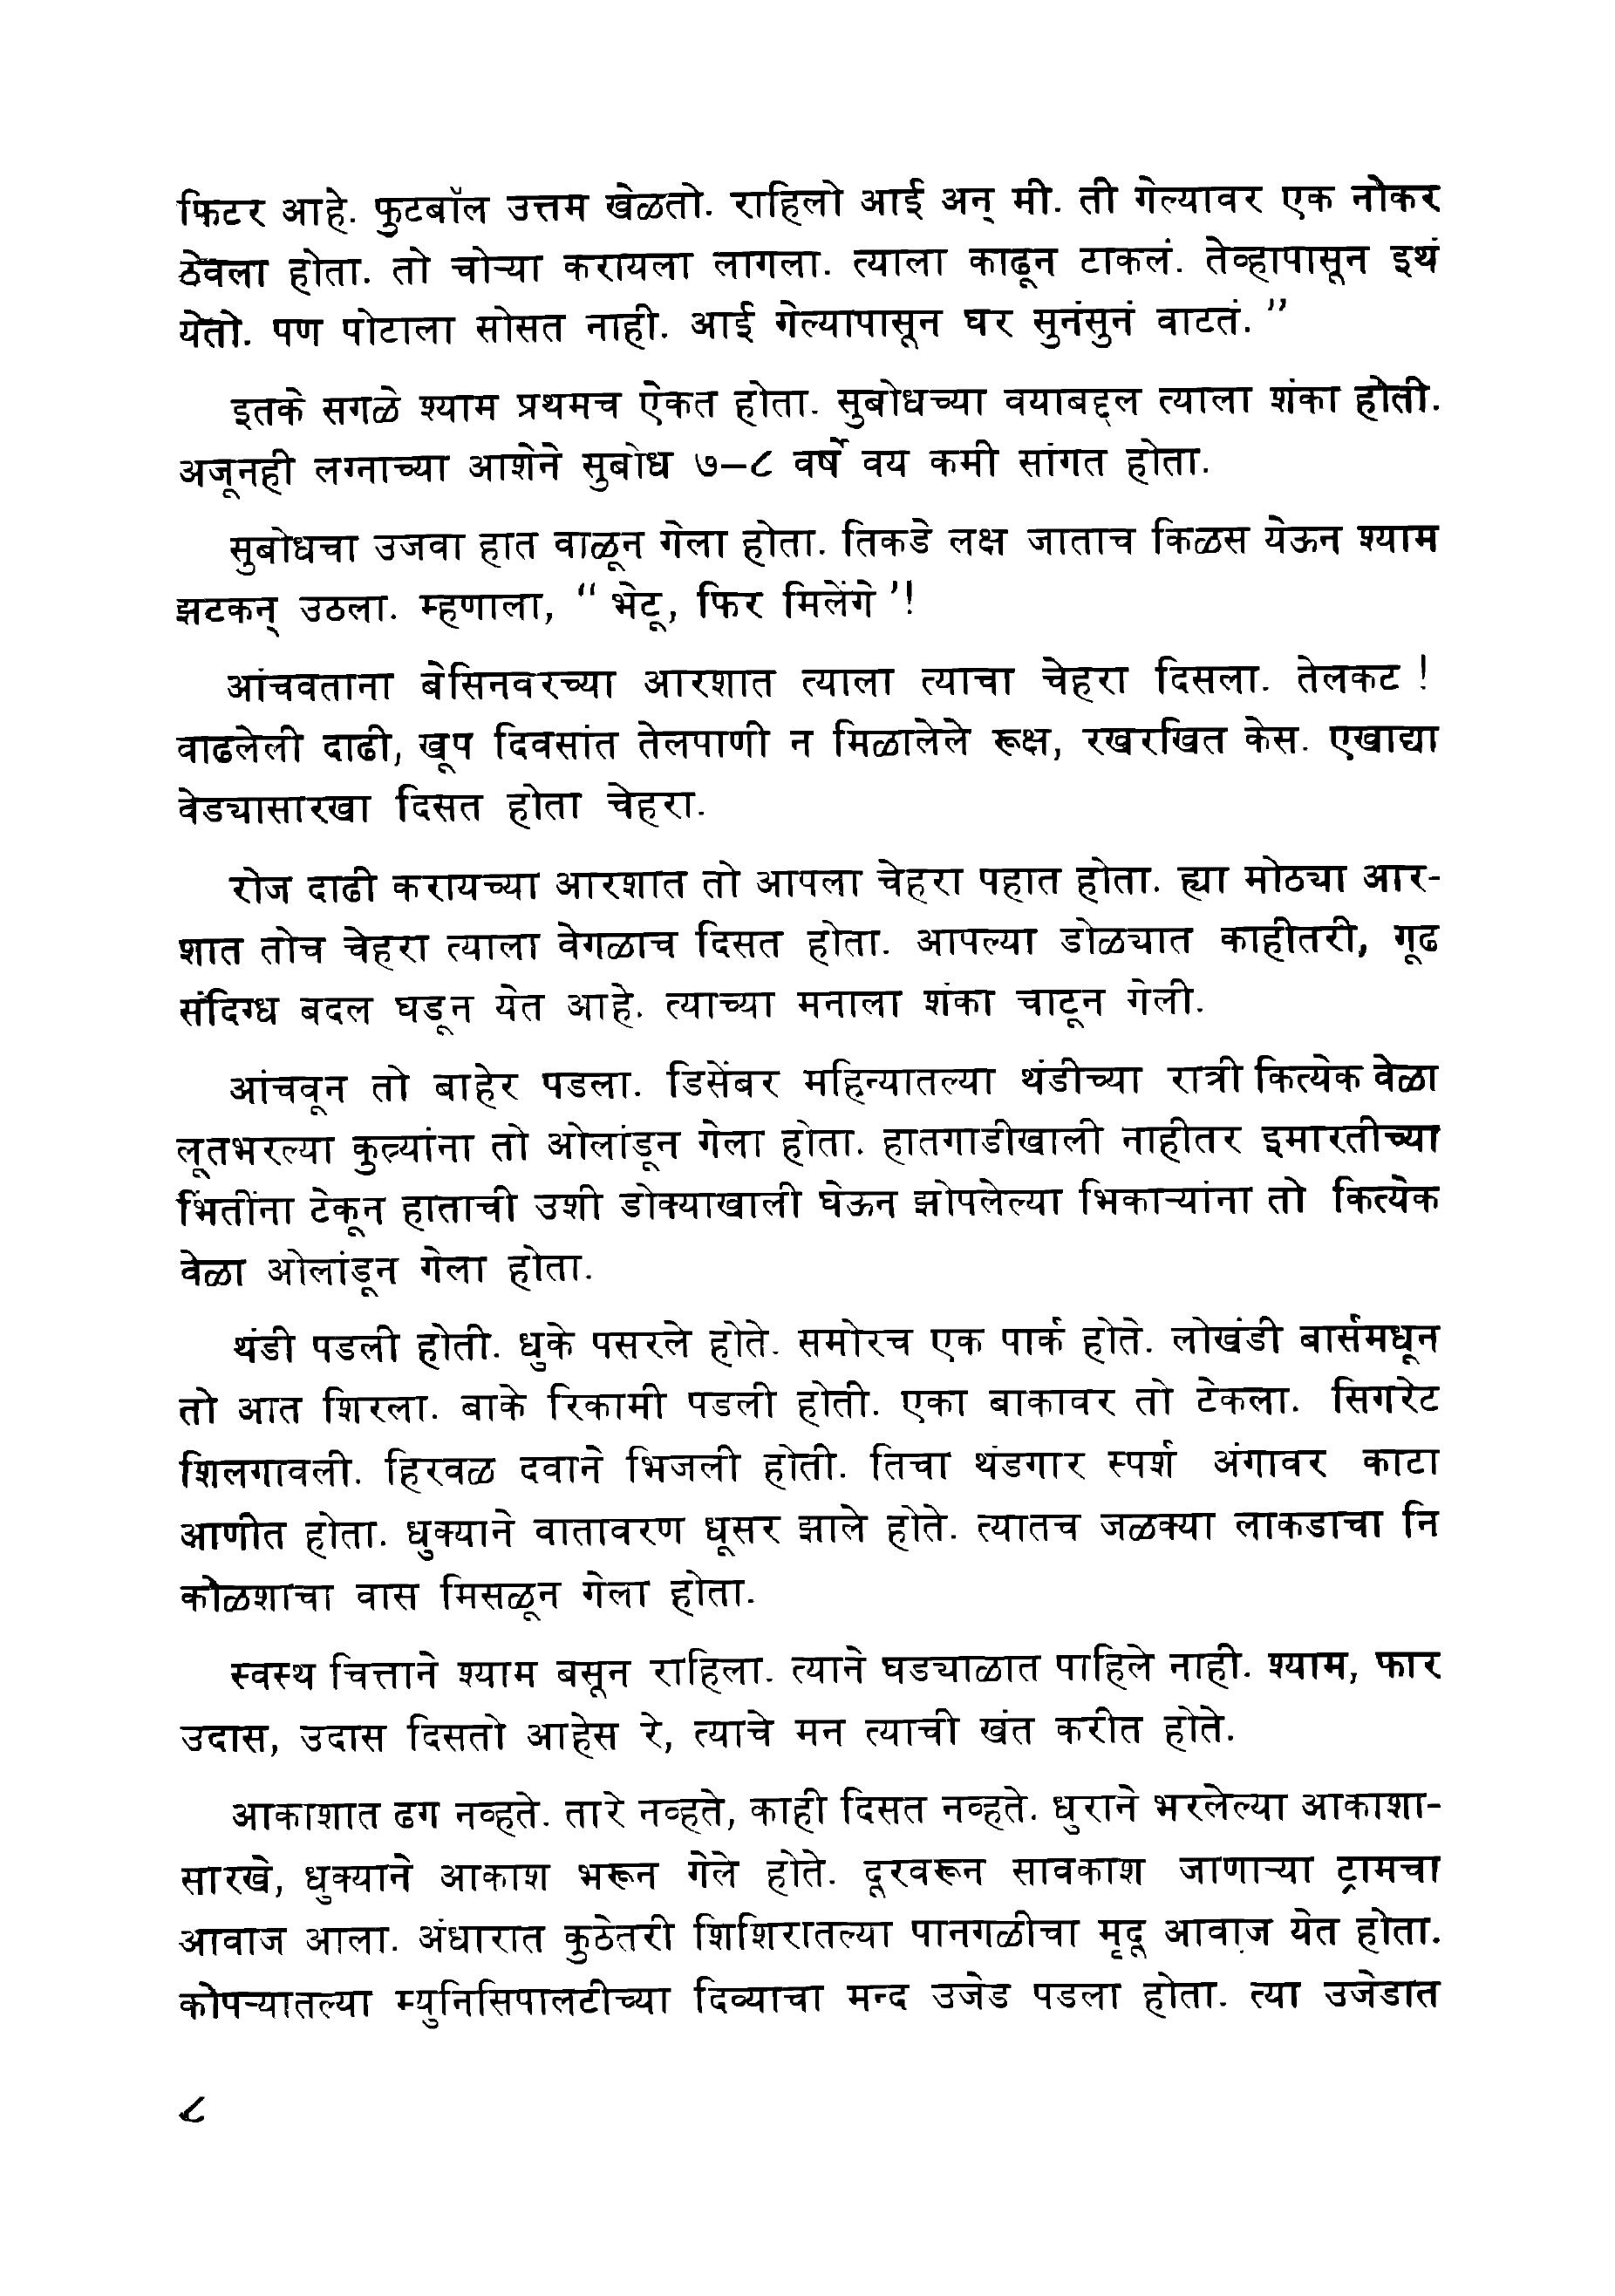 फिटर आहे. फुटबॉल उत्तम खेळतो. राहिलो आई अन् मी. ती गेल्यावर एक नोकर
ठेवला होता. तो चोऱ्या करायला लागला. त्याला काढून टाकलं. तेव्हापासून इथं
येतो. पण पोटाला सोसत नाही. आई गेल्यापासून घर सुनंसुनं वाटतं. ”
इतके सगळे श्याम प्रथमच ऐकत होता. सुबोधच्या वयाबद्दल त्याला शंका होती.
अजूनही लग्नाच्या आशेने सुबोध ७–८ वर्षे वय कमी सांगत होता.
सुबोधचा उजवा हात वाळून गेला होता. तिकडे लक्ष जाताच किळस येऊन श्याम
झटकन् उठला. म्हणाला, “ भेटू, फिर मिलेंगे ’!
आंचवताना बेसिनवरच्या आरशात त्याला त्याचा चेहरा दिसला. तेलकट !
वाढलेली दाढी, खूप दिवसांत तेलपाणी न मिळालेले रूक्ष, रखरखित केस. एखाद्या
वेड्यासारखा दिसत होता चेहरा.
रोज दाढी करायच्या आरशात तो आपला चेहरा पहात होता. ह्या मोठ्या आर-
शात तोच चेहरा त्याला वेगळाच दिसत होता. आपल्या डोळ्यात काहीतरी, गूढ
संदिग्ध बदल घडून येत आहे. त्याच्या मनाला शंका चाटून गेली.
आंचवून तो बाहेर पडला. डिसेंबर महिन्यातल्या थंडीच्या रात्री कित्येक वेळा
लूतभरल्या कुत्र्यांना तो ओलांडून गेला होता. हातगाडीखाली नाहीतर इमारतीच्या
भिंतींना टेकून हाताची उशी डोक्याखाली घेऊन झोपलेल्या भिकाऱ्यांना तो कित्येक
वेळा ओलांडून गेला होता.
थंडी पडली होती. धुके पसरले होते. समोरच एक पार्क होते. लोखंडी बार्समधून
तो आत शिरला. बाके रिकामी पडली होती. एका बाकावर तो टेकला. सिगरेट
शिलगावली. हिरवळ दवाने भिजली होती. तिचा थंडगार स्पर्श अंगावर काटा
आणीत होता. धुक्याने वातावरण धूसर झाले होते. त्यातच जळक्या लाकडाचा नि
कोळशाचा वास मिसळून गेला होता.
स्वस्थ चित्ताने श्याम बसून राहिला. त्याने घड्याळात पाहिले नाही. श्याम, फार
उदास, उदास दिसतो आहेस रे, त्याचे मन त्याची खंत करीत होते.
आकाशात ढग नव्हते. तारे नव्हते, काही दिसत नव्हते. धुराने भरलेल्या आकाशा-
सारखे, धुक्याने आकाश भरून गेले होते. दूरवरून सावकाश जाणाऱ्या ट्रामचा
आवाज आला. अंधारात कुठेतरी शिशिरातल्या पानगळीचा मृदू आवाज येत होता.
कोपऱ्यातल्या म्युनिसिपालटीच्या दिव्याचा मन्द उजेड पडला होता. त्या उजेडात
८